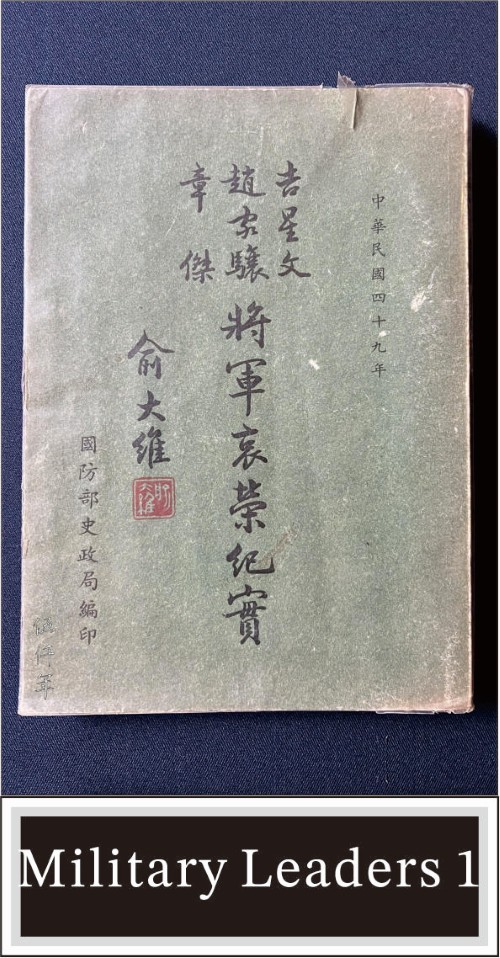 中華民國四十九年
吉星文
趙家驤
章傑
將軍哀榮紀實
俞大維
國防部史政局編印
Military Leaders 1